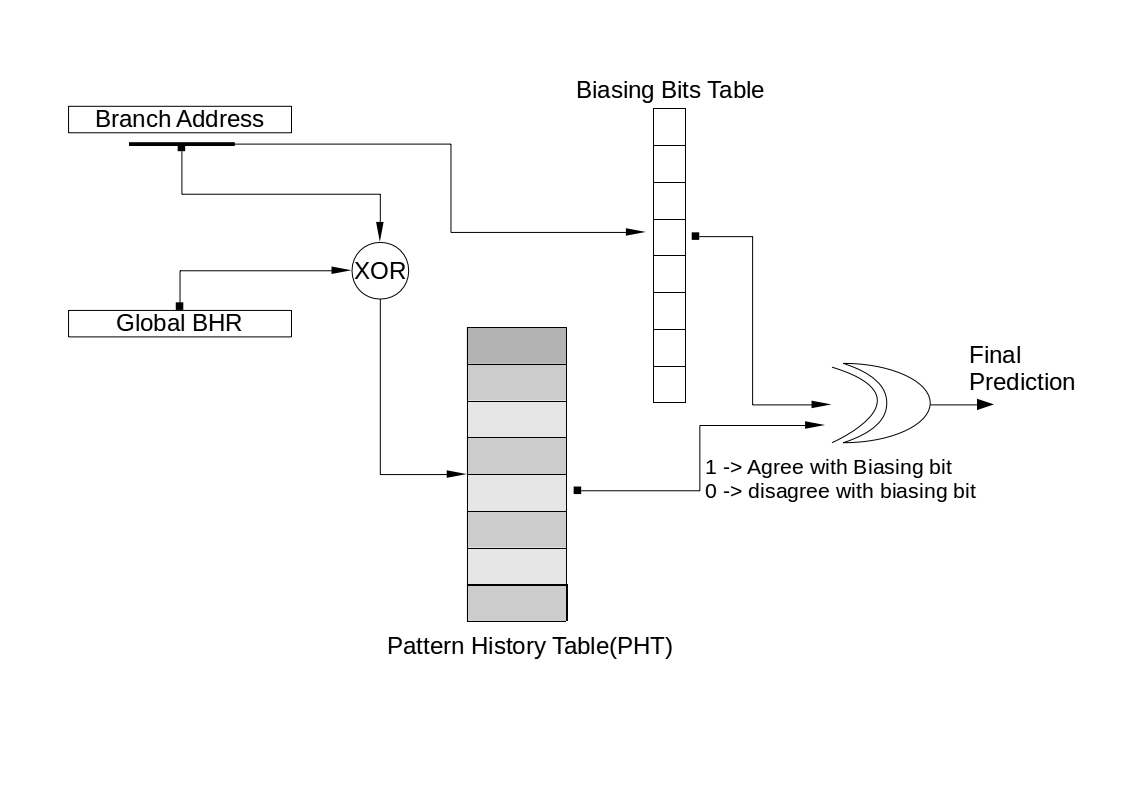 Biasing Bits Table
Branch Address
XOR
Global BHR
Final
Prediction
1 -> Agree with Biasing bit
0 -> disagree with biasing bit
Pattern History Table(PHT)